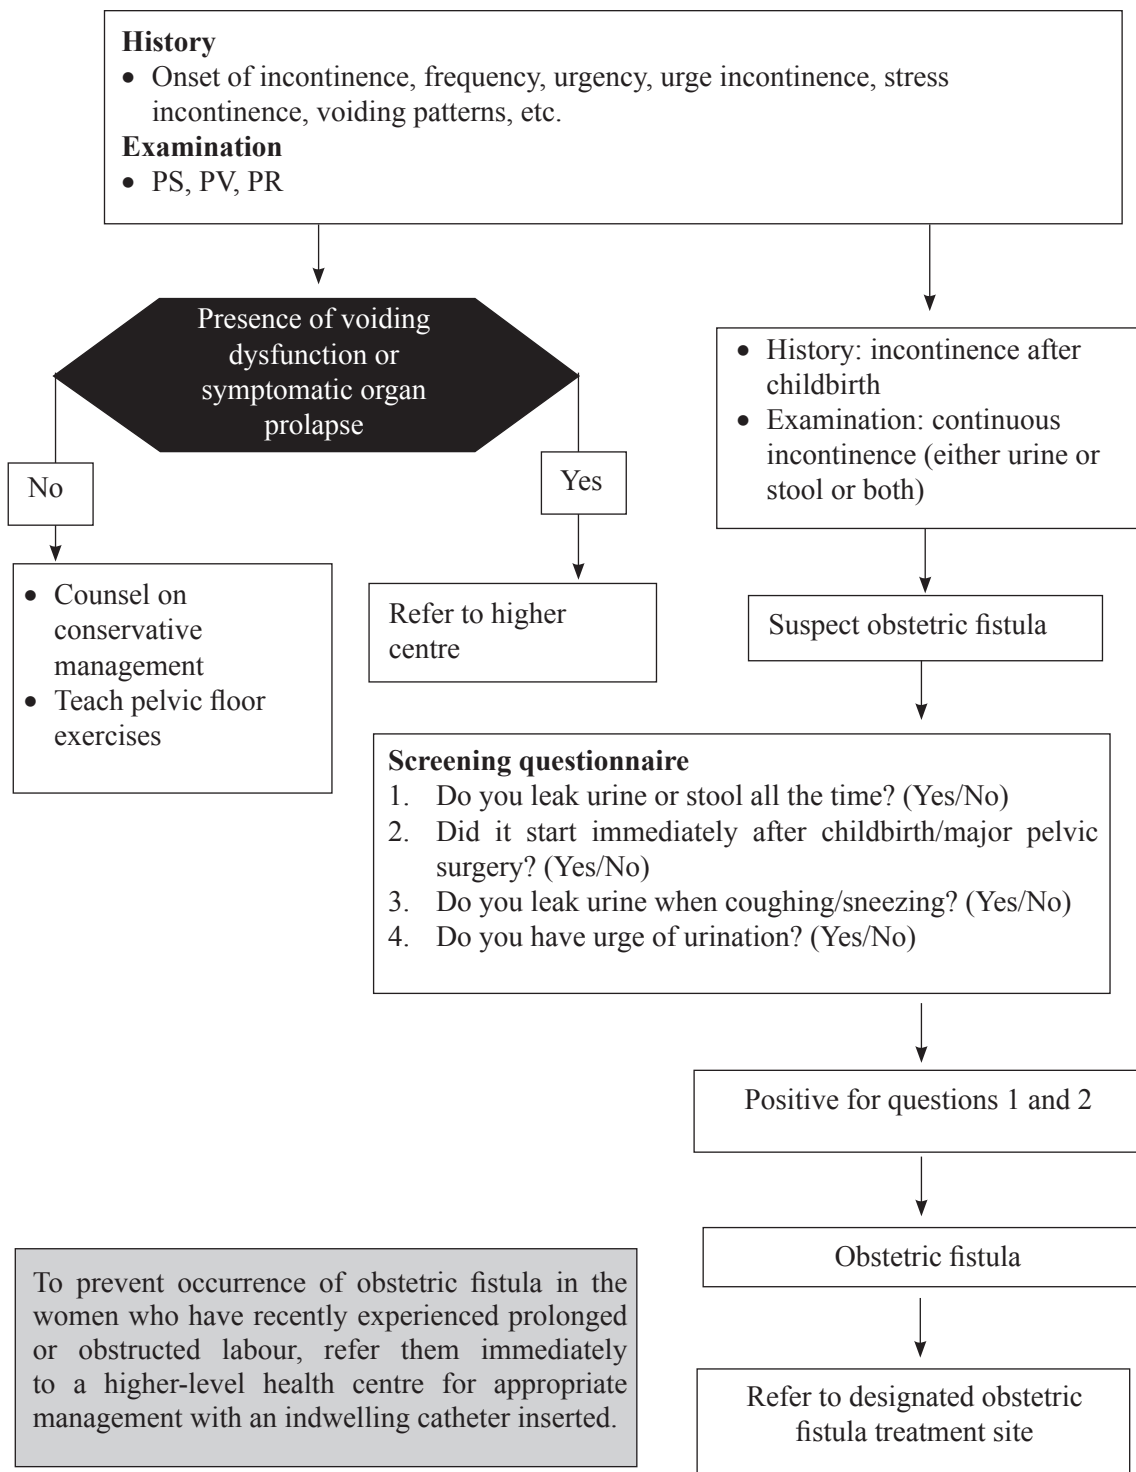 History
• Onset of incontinence, frequency, urgency, urge incontinence, stress
incontinence, voiding patterns, etc.
Examination
• PS, PV, PR
Presence of voiding
dysfunction or
symptomatic organ
prolapse
No
Yes
• Counsel on
conservative
management
• Teach pelvic floor
exercises
Refer to higher
centre
• History: incontinence after
childbirth
• Examination: continuous
incontinence (either urine or
stool or both)
Suspect obstetric fistula
Screening questionnaire
1. Do you leak urine or stool all the time? (Yes/No)
2. Did it start immediately after childbirth/major pelvic
surgery? (Yes/No)
3. Do you leak urine when coughing/sneezing? (Yes/No)
4. Do you have urge of urination? (Yes/No)
Positive for questions 1 and 2
Obstetric fistula
Refer to designated obstetric
fistula treatment site
To prevent occurrence of obstetric fistula in the
women who have recently experienced prolonged
or obstructed labour, refer them immediately
to a higher-level health centre for appropriate
management with an indwelling catheter inserted.